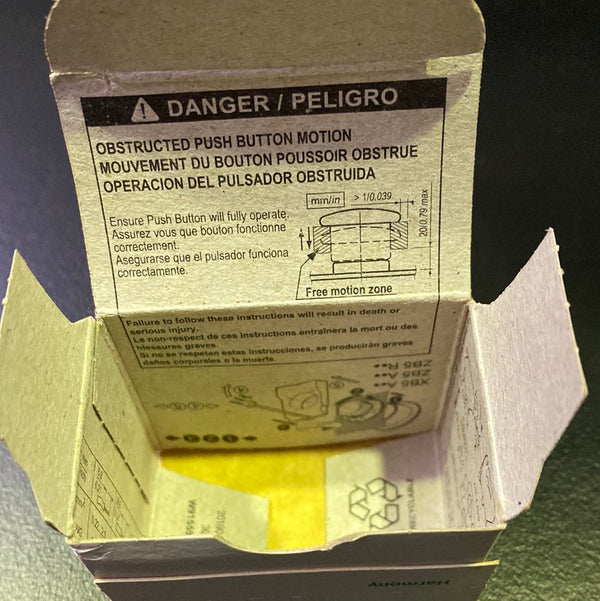 DANGER / PELIGRO
OBSTRUCTED PUSH BUTTON MOTION
MOUVEMENT DU BOUTON POUSSOIR OBSTRUE
OPERACION DEL PULSADOR OBSTRUIDA
Ensure Push Button will fully operate.
Assurez vous que bouton fonctionne
correctement.
Asegurarse que el pulsador funciona
correctamente.
min/in > 1/0.039
20/0.79 max
Free motion zone
Failure to follow these instructions will result in death or
serious injury.
Le non-respect de ces instructions entraînera la mort ou des
blessures graves.
Si no se respetan estas instrucciones, se producirán graves
daños corporales o la muerte.
XB5 A••
ZB5 A••
ZB5 R••
RECYCLABLE
Harmony